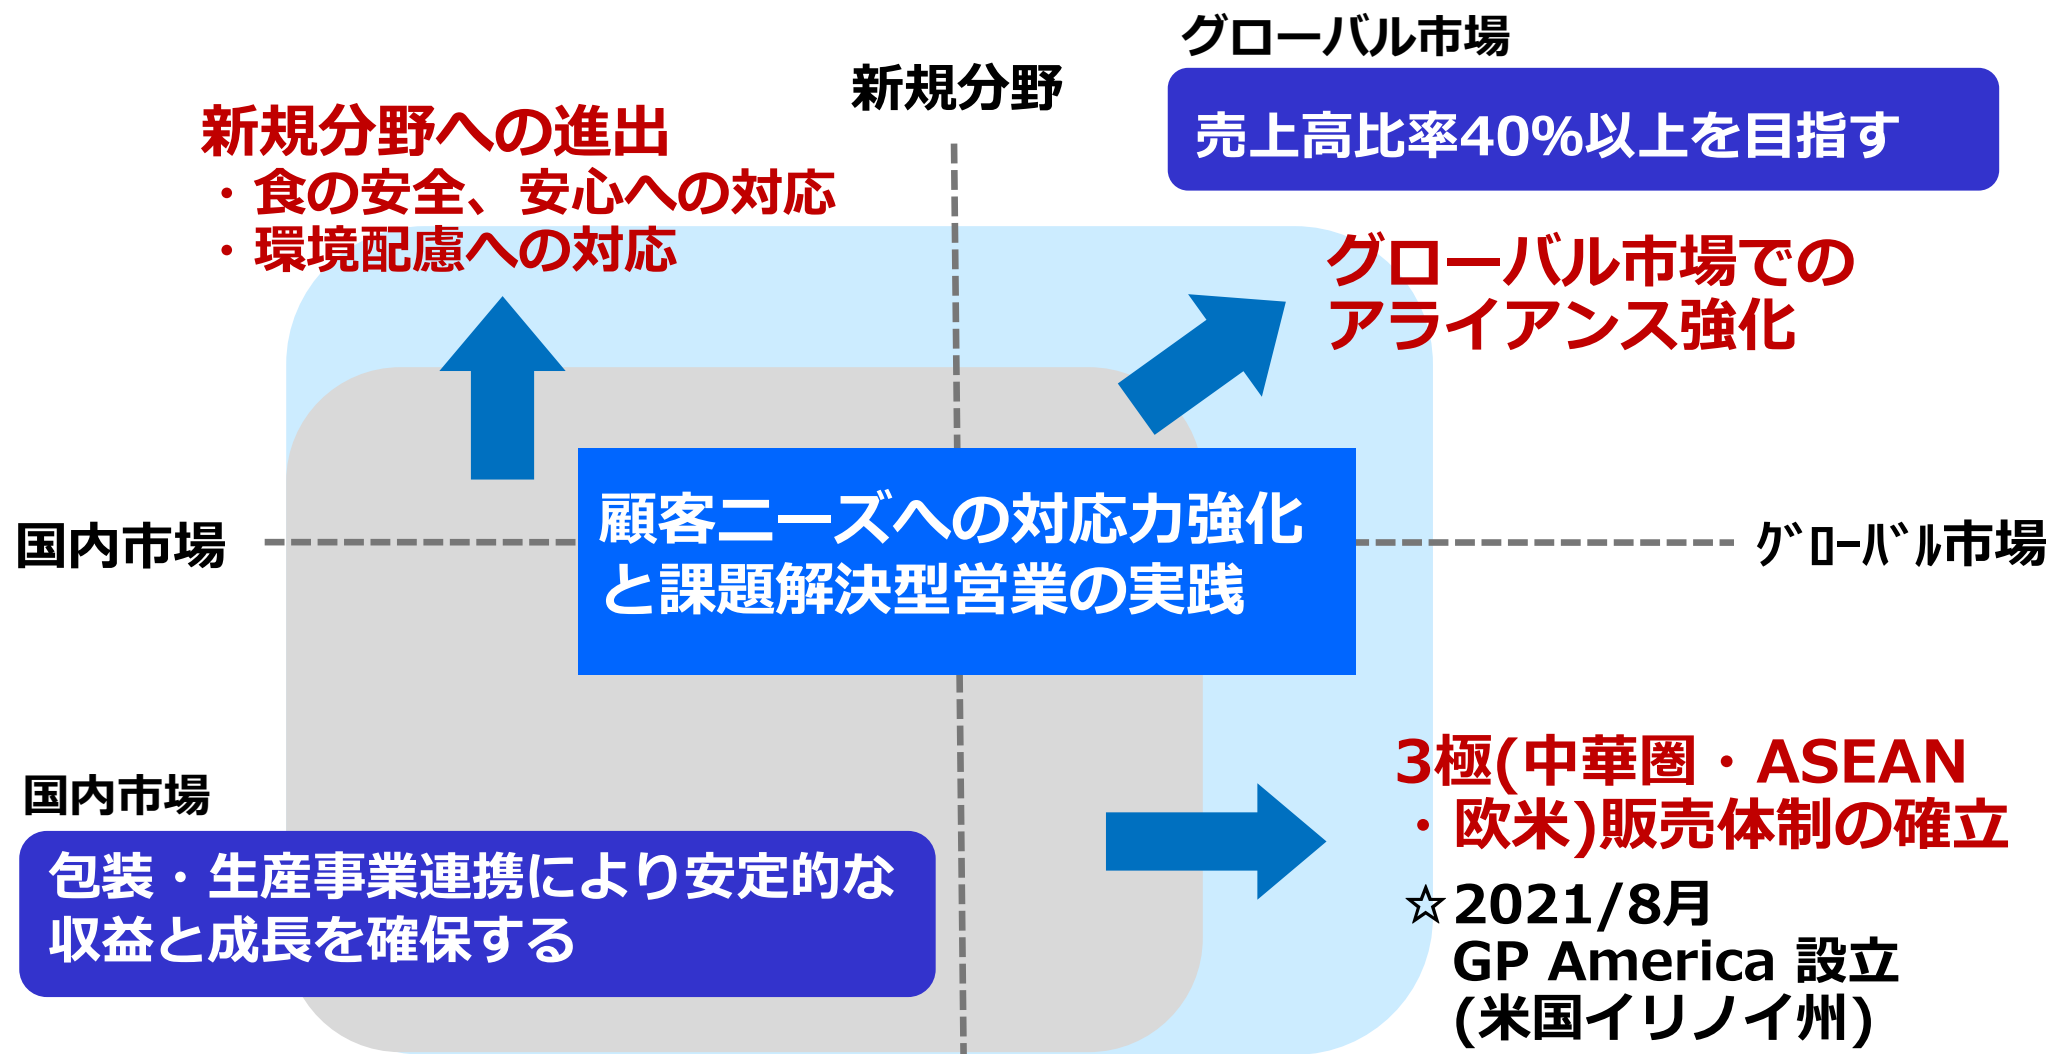 グローバル市場
売上高比率40%以上を目指す
新規分野
新規分野への進出
・食の安全、安心への対応
・環境配慮への対応
グローバル市場での
アライアンス強化
国内市場
顧客ニーズへの対応力強化
と課題解決型営業の実践
ｸﾞﾛｰﾊﾞﾙ市場
国内市場
包装・生産事業連携により安定的な
収益と成長を確保する
3極(中華圏・ASEAN
・欧米)販売体制の確立
☆2021/8月
GP America 設立
(米国イリノイ州)